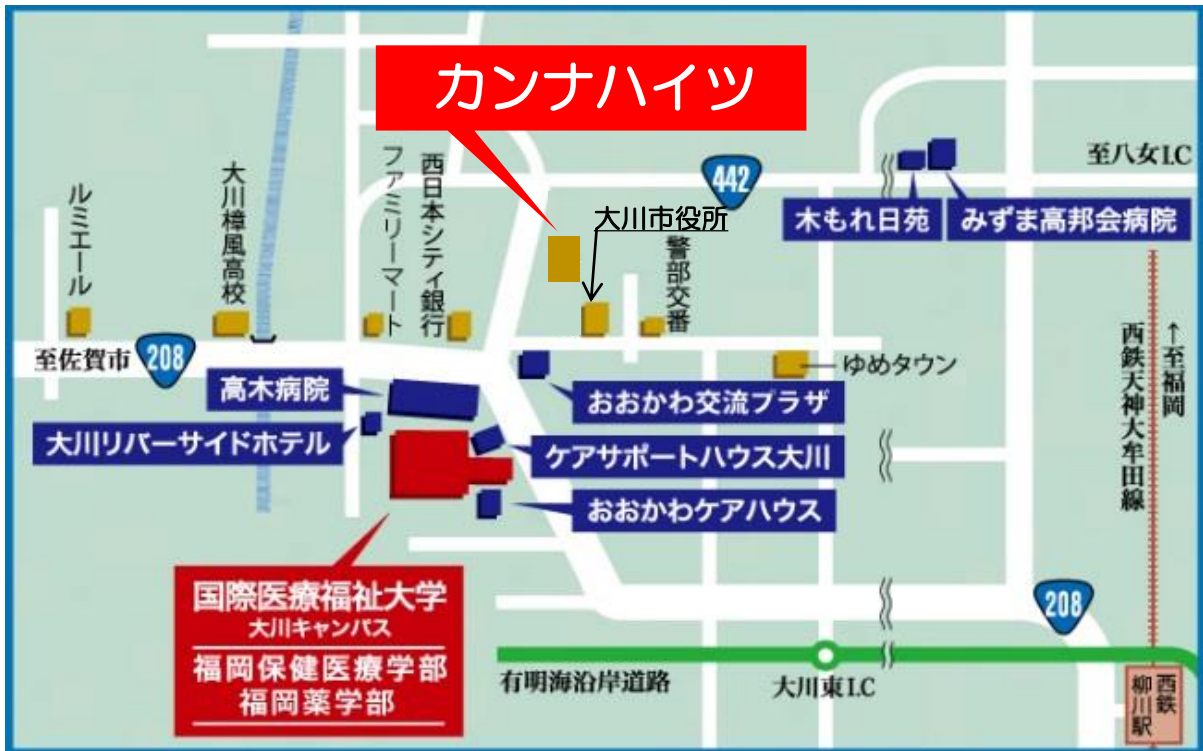 カンナハイツ
442
至八女I.C
木もれ日苑
みずま高邦会病院
大川市役所
ルミエール
大川樟風高校
ファミリーマート
西日本シティ銀行
警部交番
至佐賀市
208
ゆめタウン
高木病院
おおかわ交流プラザ
大川リバーサイドホテル
ケアサポートハウス大川
おおかわケアハウス
西鉄天神大牟田線
↑至福岡
国際医療福祉大学
大川キャンパス
福岡保健医療学部
福岡薬学部
208
有明海沿岸道路
大川東I.C
西鉄
柳川駅